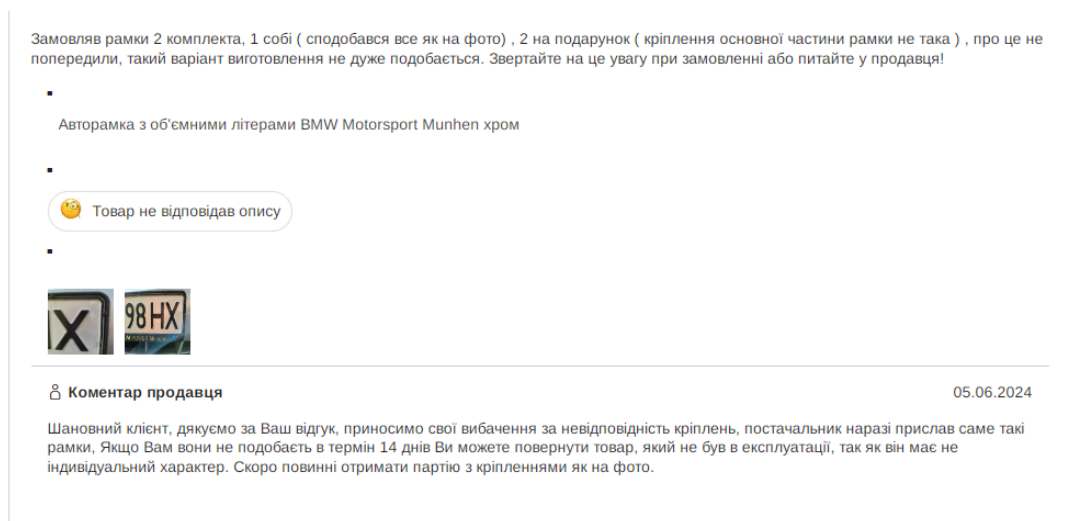 Замовляв рамки 2 комплекта, 1 собі ( сподобався все як на фото) , 2 на подарунок ( кріплення основної частини рамки не така ) , про це не
попередили, такий варіант виготовлення не дуже подобається. Звертайте на це увагу при замовленні або питайте у продавця!
Авторамка з об'ємними літерами BMW Motorsport Munhen хром
Товар не відповідав опису
X
98 HX
Коментар продавця
05.06.2024
Шановний клієнт, дякуємо за Ваш відгук, приносимо свої вибачення за невідповідність кріплень, постачальник наразі прислав саме такі
рамки, Якщо Вам вони не подобаєть в термін 14 днів Ви можете повернути товар, який не був в експлуатації, так як він має не
індивідуальний характер. Скоро повинні отримати партію з кріпленнями як на фото.